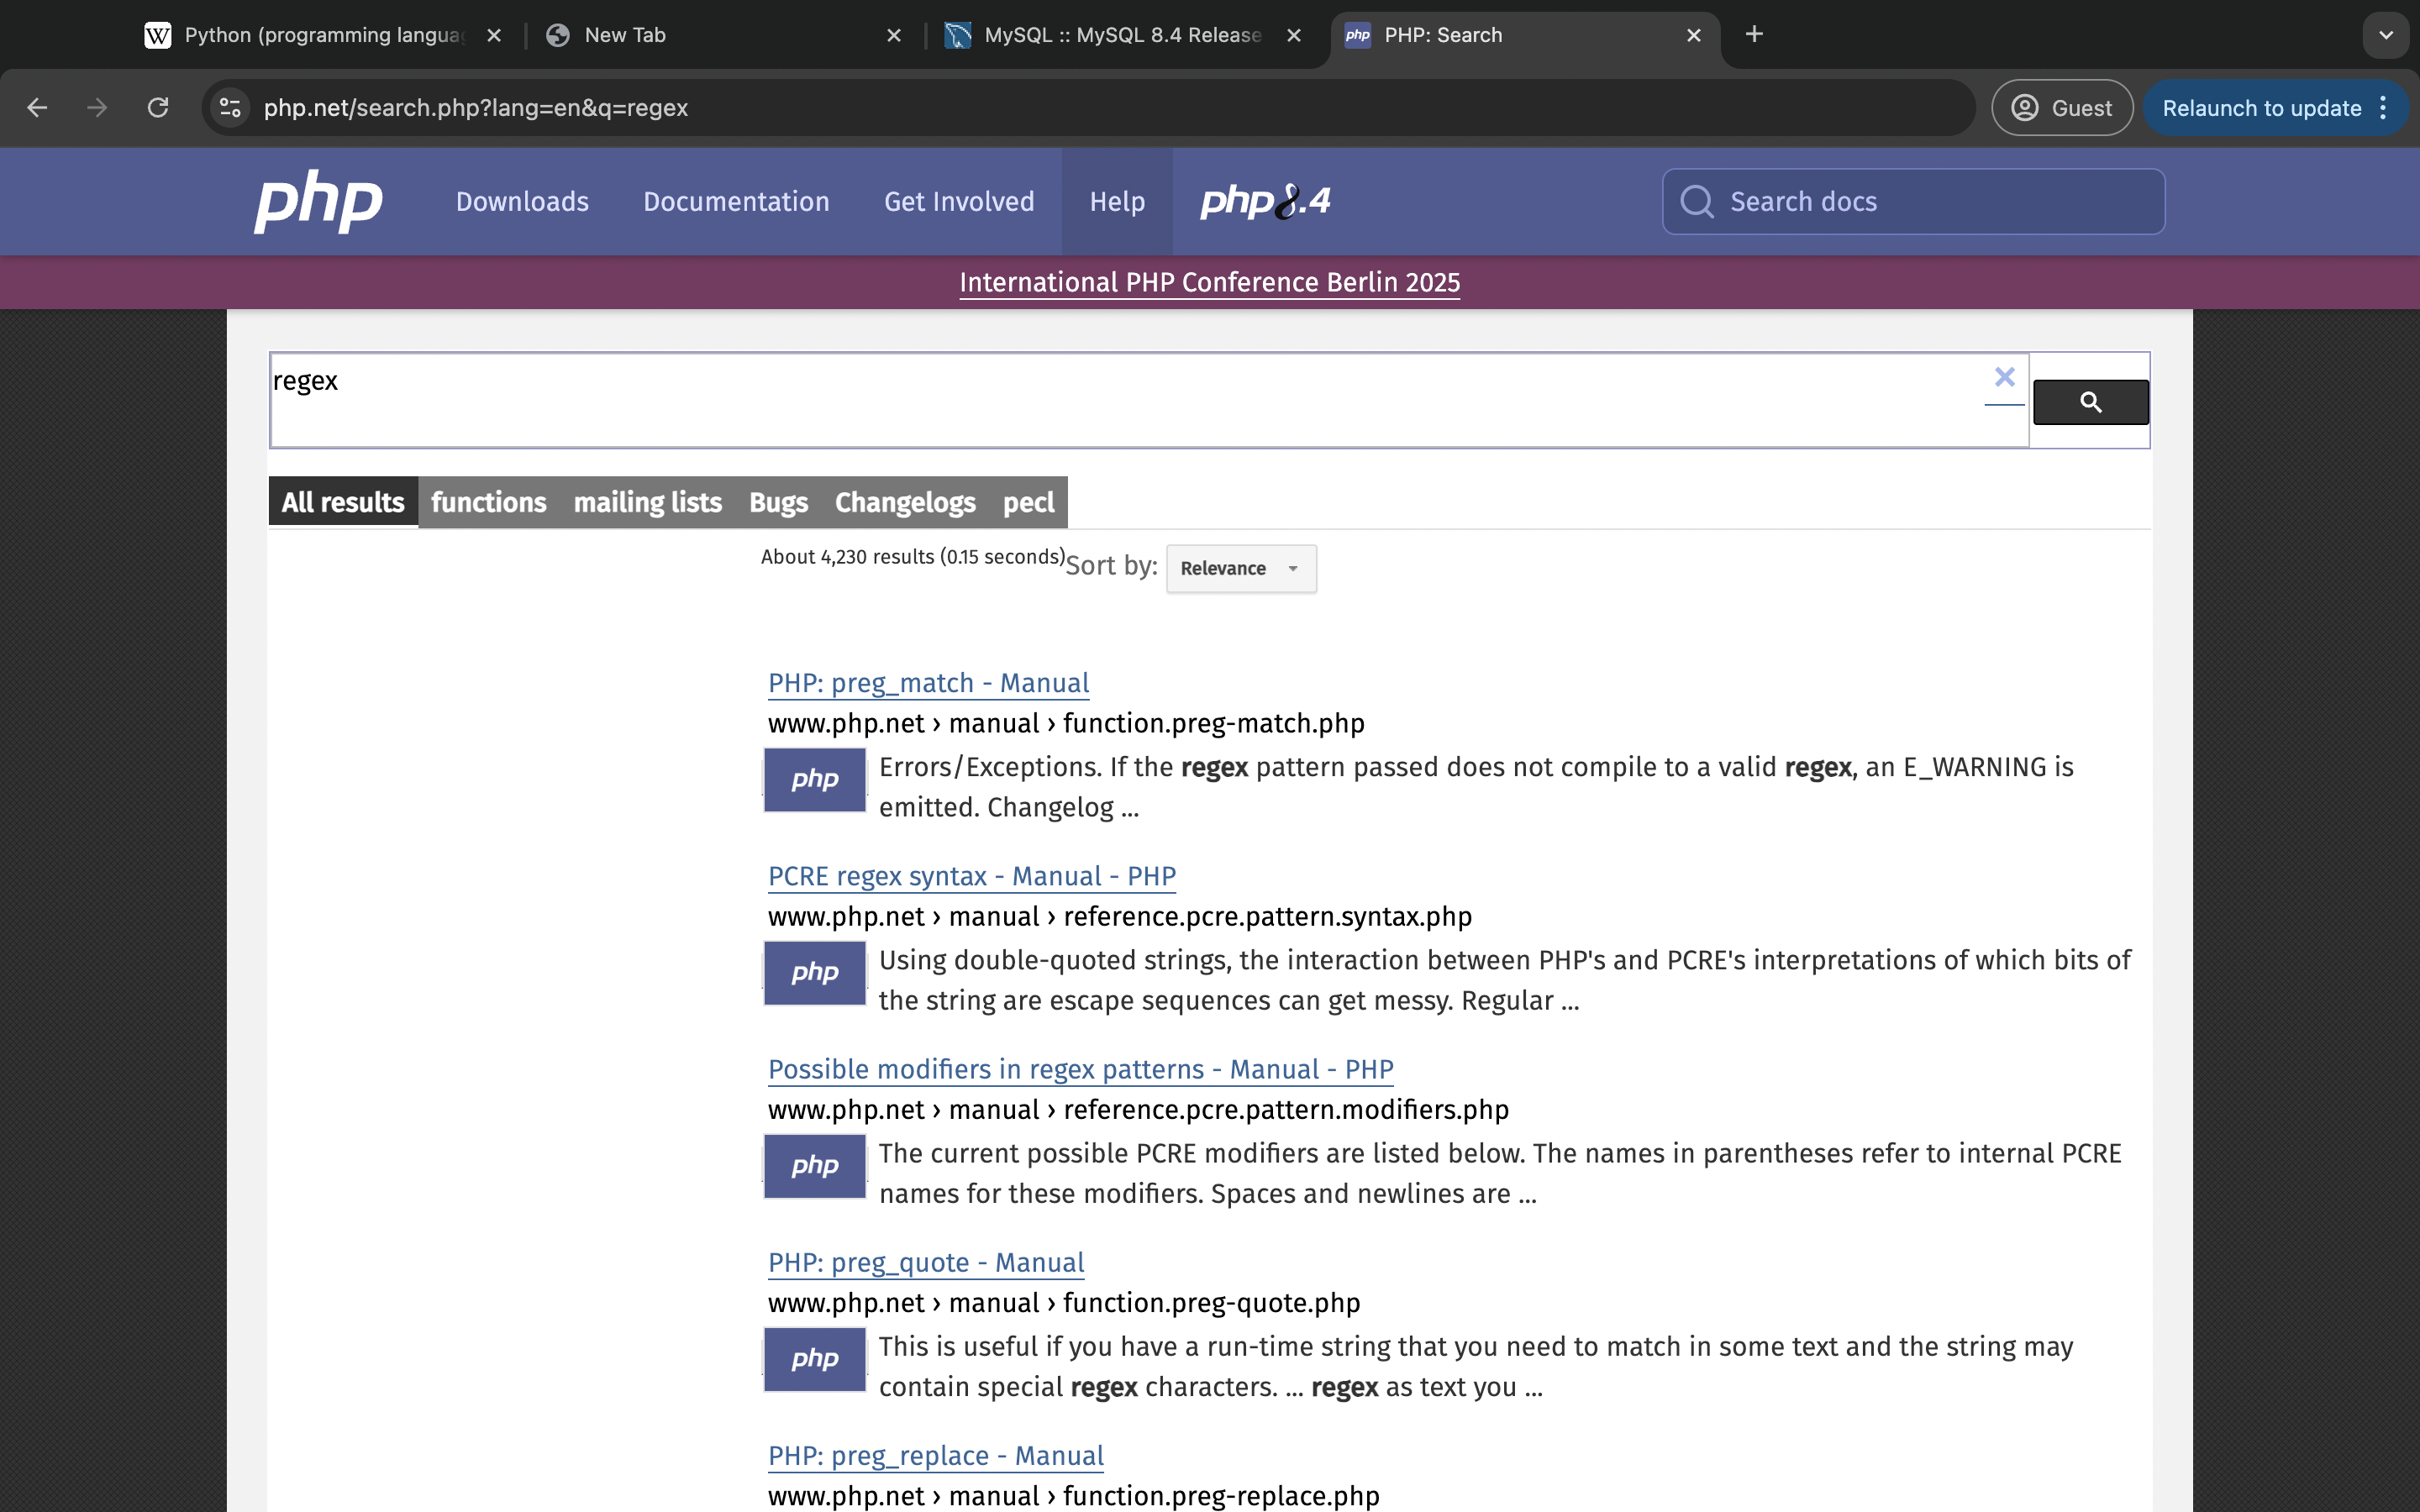 Python (programming langua
New Tab
MySQL :: MySQL 8.4 Release
PHP: Search
php.net/search.php?lang=en&q=regex
Guest
Relaunch to update
php
Downloads
Documentation
Get Involved
Help
php8.4
Search docs
International PHP Conference Berlin 2025
regex
All results
functions
mailing lists
Bugs
Changelogs
pecl
About 4,230 results (0.15 seconds)
Sort by:
Relevance
PHP: preg_match - Manual
www.php.net › manual › function.preg-match.php
php
Errors/Exceptions. If the regex pattern passed does not compile to a valid regex, an E_WARNING is
emitted. Changelog ...
PCRE regex syntax - Manual - PHP
www.php.net › manual › reference.pcre.pattern.syntax.php
php
Using double-quoted strings, the interaction between PHP's and PCRE's interpretations of which bits of
the string are escape sequences can get messy. Regular ...
Possible modifiers in regex patterns - Manual - PHP
www.php.net › manual › reference.pcre.pattern.modifiers.php
php
The current possible PCRE modifiers are listed below. The names in parentheses refer to internal PCRE
names for these modifiers. Spaces and newlines are ...
PHP: preg_quote - Manual
www.php.net › manual › function.preg-quote.php
php
This is useful if you have a run-time string that you need to match in some text and the string may
contain special regex characters. ... regex as text you ...
PHP: preg_replace - Manual
www.php.net › manual › function.preg-replace.php